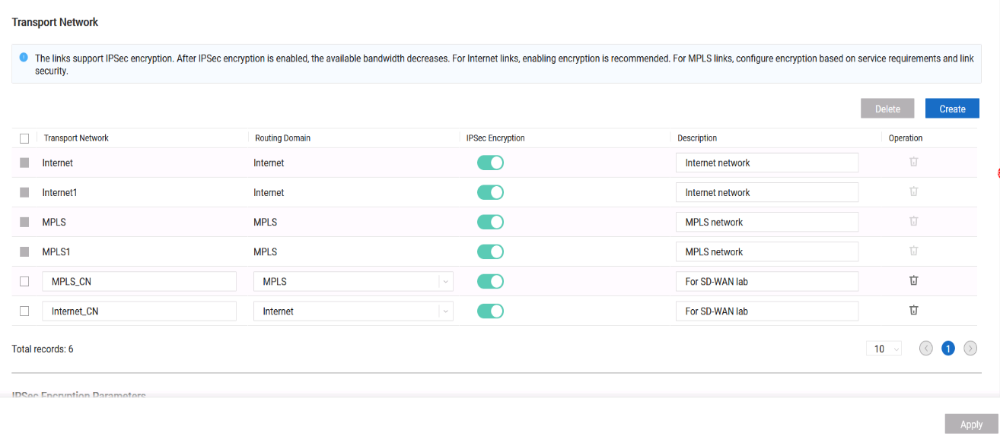 Transport Network
The links support IPSec encryption. After IPSec encryption is enabled, the available bandwidth decreases. For Internet links, enabling encryption is recommended. For MPLS links, configure encryption based on service requirements and link
security.
Delete Create
Transport Network Routing Domain IPSec Encryption Description Operation
Internet Internet Internet network
Internet1 Internet Internet network
MPLS MPLS MPLS network
MPLS1 MPLS MPLS network
MPLS_CN MPLS For SD-WAN lab
Internet_CN Internet For SD-WAN lab
Total records: 6 10 1
IPSec Encryption Parameters
Apply